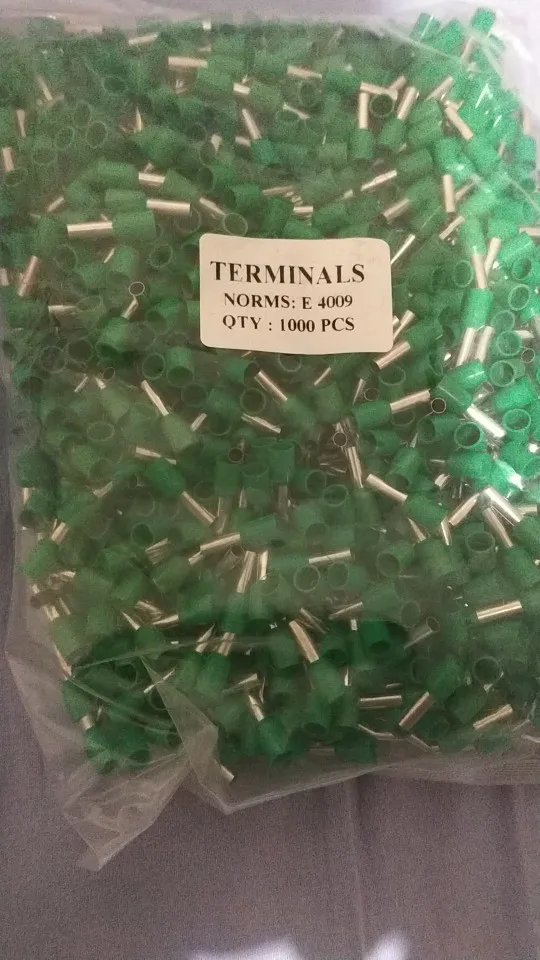 TERMINALS
NORMS: E 4009
QTY : 1000 PCS